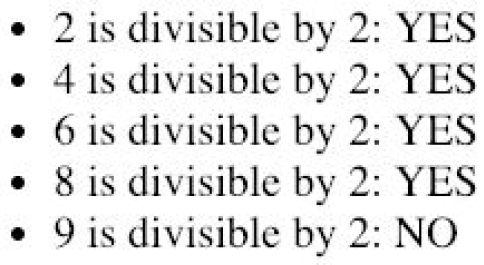 • 2 is divisible by 2: YES
• 4 is divisible by 2: YES
• 6 is divisible by 2: YES
• 8 is divisible by 2: YES
• 9 is divisible by 2: NO